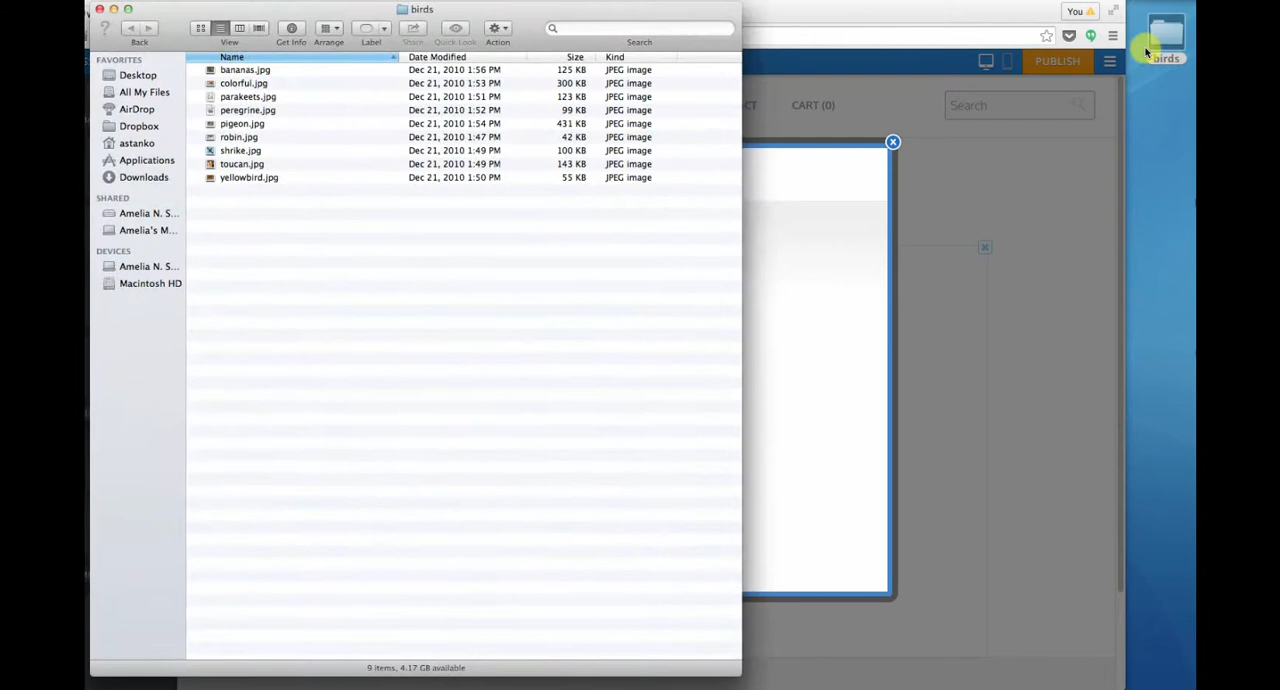 birds
You
Back
View
Get Info
Arrange
Label
Share
Quick Look
Action
Search
PUBLISH
birds
FAVORITES
Desktop
All My Files
AirDrop
Dropbox
astanko
Applications
Downloads
SHARED
Amelia N. S...
Amelia's M...
DEVICES
Amelia N. S...
Macintosh HD
Name Date Modified Size Kind
bananas.jpg Dec 21, 2010 1:56 PM 125 KB JPEG image
colorful.jpg Dec 21, 2010 1:53 PM 300 KB JPEG image
parakeets.jpg Dec 21, 2010 1:51 PM 123 KB JPEG image
peregrine.jpg Dec 21, 2010 1:52 PM 99 KB JPEG image
pigeon.jpg Dec 21, 2010 1:54 PM 431 KB JPEG image
robin.jpg Dec 21, 2010 1:47 PM 42 KB JPEG image
shrike.jpg Dec 21, 2010 1:49 PM 100 KB JPEG image
toucan.jpg Dec 21, 2010 1:49 PM 143 KB JPEG image
yellowbird.jpg Dec 21, 2010 1:50 PM 55 KB JPEG image
CT CART (0) Search
9 items, 4.17 GB available